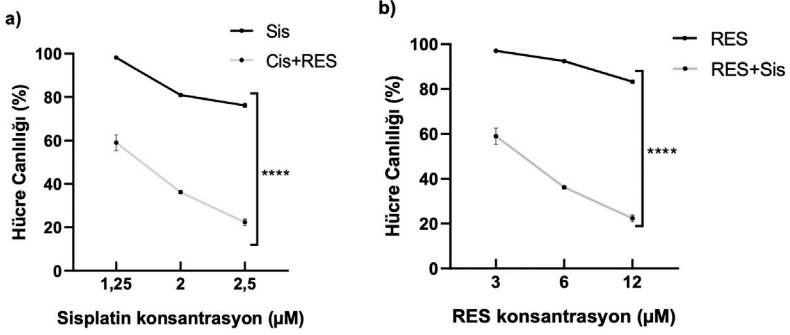 a)
Sis
Cis+RES
Hücre Canlılığı (%)
100
80
60
40
20
0
****
1,25 2 2,5
Sisplatin konsantrasyon (µM)
b)
RES
RES+Sis
Hücre Canlılığı (%)
100
80
60
40
20
0
****
3 6 12
RES konsantrasyon (µM)